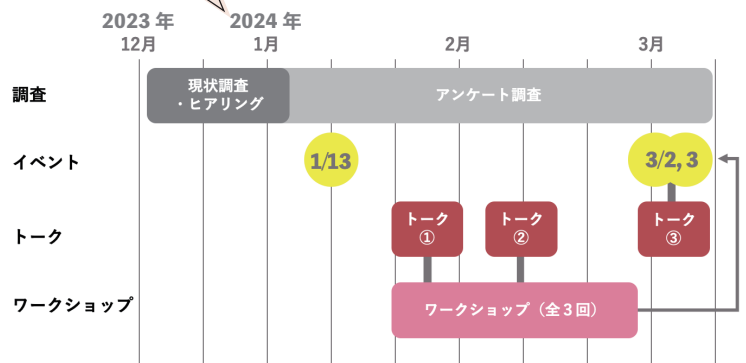 2023 年
2024 年
12月
1月
2月
3月
調査
現状調査
・ヒアリング
アンケート調査
イベント
1/13
3/2, 3
トーク
トーク
①
トーク
②
トーク
③
ワークショップ
ワークショップ（全３回）